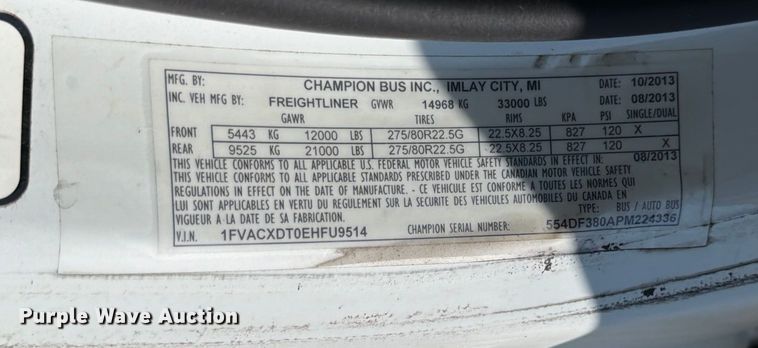 MFG. BY: CHAMPION BUS INC., IMLAY CITY, MI DATE 10/2013
INC. VEH MFG BY: FREIGHTLINER GVWR 14968 KG 33000 LBS DATE 08/2013
GAWR TIRES RIMS KPA PSI SINGLE/DUAL
FRONT 5443 KG 12000 LBS 275/80R22.5G 22.5X8.25 827 120 X
REAR 9525 KG 21000 LBS 275/80R22.5G 22.5X8.25 827 120 X
THIS VEHICLE CONFORMS TO ALL APPLICABLE U.S. FEDERAL MOTOR VEHICLE SAFETY STANDARDS IN EFFECT IN: 08/2013
THIS VEHICLE CONFORMS TO ALL APPLICABLE STANDARDS PRESCRIBED UNDER THE CANADIAN MOTOR VEHICLE SAFETY
REGULATIONS IN EFFECT ON THE DATE OF MANUFACTURE. - CE VEHICULE EST CONFORME A TOUTES LES NORMES QUI
LUI SONT APPLICABLES EN VERTU DU REGULEMENT SUR LA SECURITE DES VEHICULES AUTOMOBILES DU CANADA EN
VIGUEUR A LA DATE DE SA FABRICATION. TYPE: BUS / AUTO BUS
V.I.N. 1FVACXDT0EHFU9514 CHAMPION SERIAL NUMBER: 554DF380APM224336
Purple Wave Auction